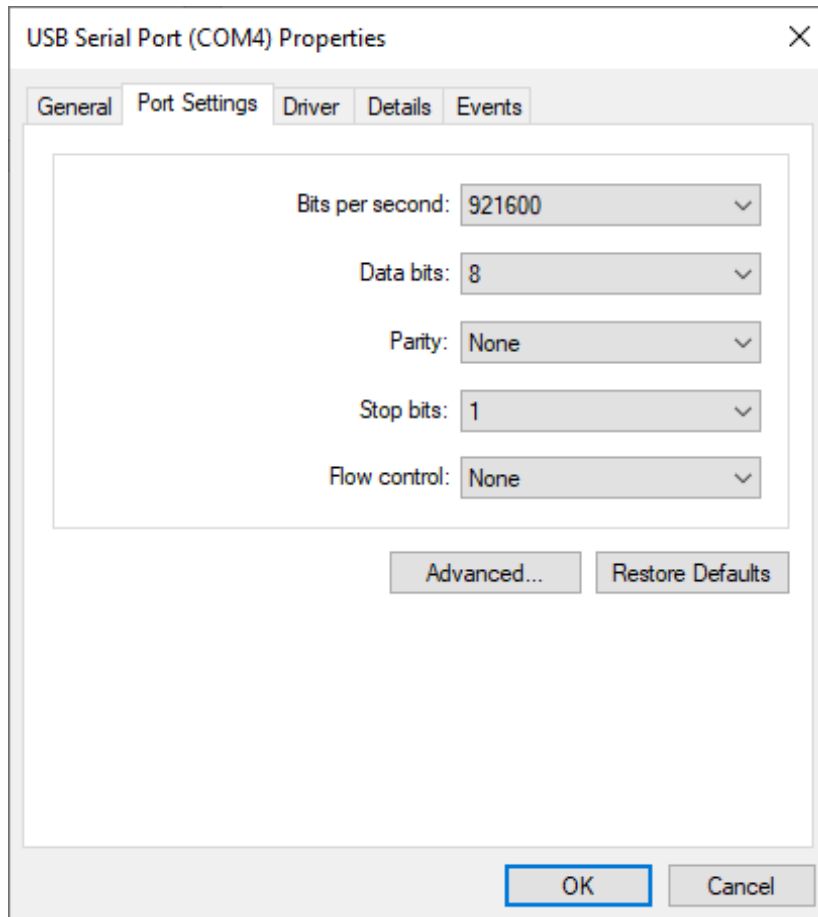 USB Serial Port (COM4) Properties
General Port Settings Driver Details Events
Bits per second: 921600
Data bits: 8
Parity: None
Stop bits: 1
Flow control: None
Advanced... Restore Defaults
OK Cancel